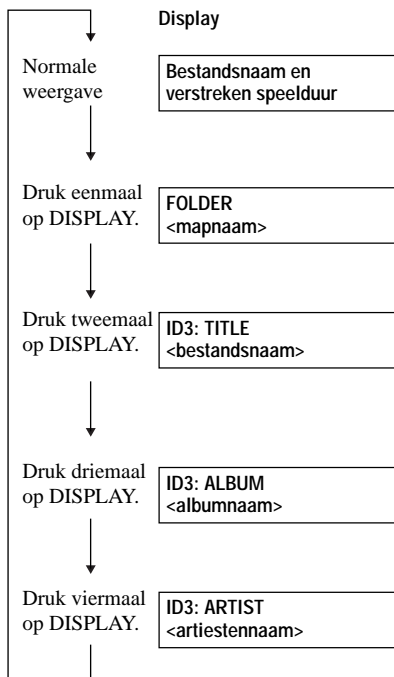 Display
Normale
weergave
Bestandsnaam en
verstreken speelduur
Druk eenmaal
op DISPLAY.
FOLDER
<mapnaam>
Druk tweemaal
op DISPLAY.
ID3: TITLE
<bestandsnaam>
Druk driemaal
op DISPLAY.
ID3: ALBUM
<albumnaam>
Druk viermaal
op DISPLAY.
ID3: ARTIST
<artiestennaam>